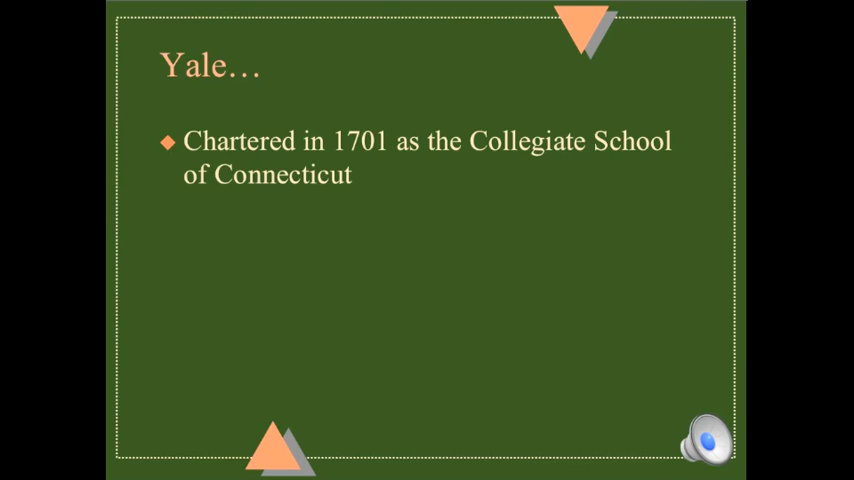 Yale…
Chartered in 1701 as the Collegiate School
of Connecticut